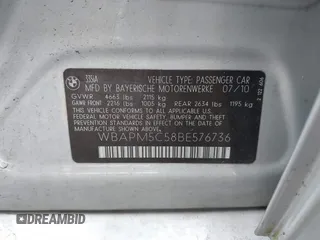 335iA VEHICLE TYPE: PASSENGER CAR
MFD BY BAYERISCHE MOTORENWERKE 07/10
GVWR 4663 lbs 2115 kg
GAWR FRONT 2216 lbs 1005 kg REAR 2634 lbs 1195 kg
THIS VEHICLE CONFORMS TO ALL APPLICABLE
FEDERAL MOTOR VEHICLE SAFETY, BUMPER, AND
THEFT PREVENTION STANDARDS IN EFFECT ON
THE DATE OF MANUFACTURE SHOWN ABOVE
WBAPM5C58BE576736
AUTOBIDMASTER